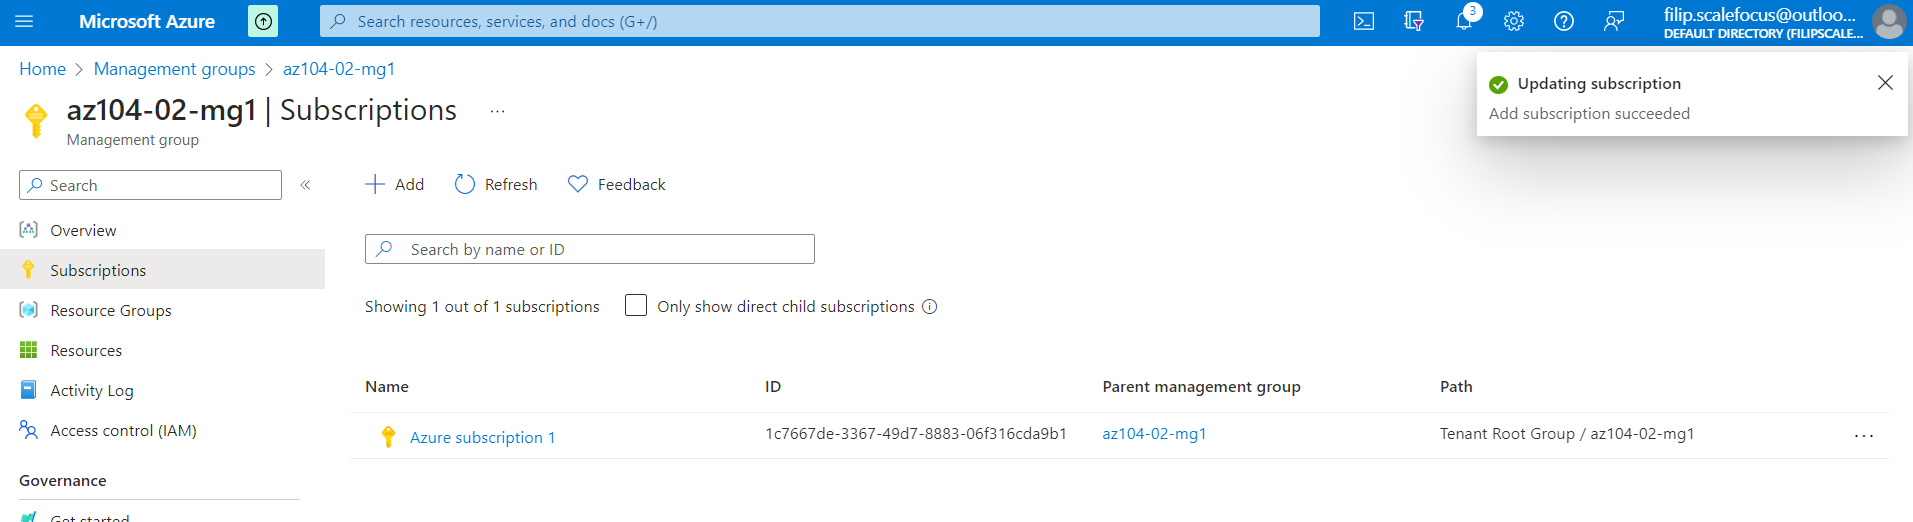 Microsoft Azure
Search resources, services, and docs (G+/)
3
filip.scalefocus@outloo...
DEFAULT DIRECTORY (FILIPSCALE...
Home > Management groups > az104-02-mg1
Updating subscription
Add subscription succeeded
az104-02-mg1 | Subscriptions ...
Management group
Search
«
Add
Refresh
Feedback
Overview
Subscriptions
Resource Groups
Resources
Activity Log
Access control (IAM)
Governance
Get started
Search by name or ID
Showing 1 out of 1 subscriptions
Only show direct child subscriptions
Name ID Parent management group Path
Azure subscription 1 1c7667de-3367-49d7-8883-06f316cda9b1 az104-02-mg1 Tenant Root Group / az104-02-mg1 ...